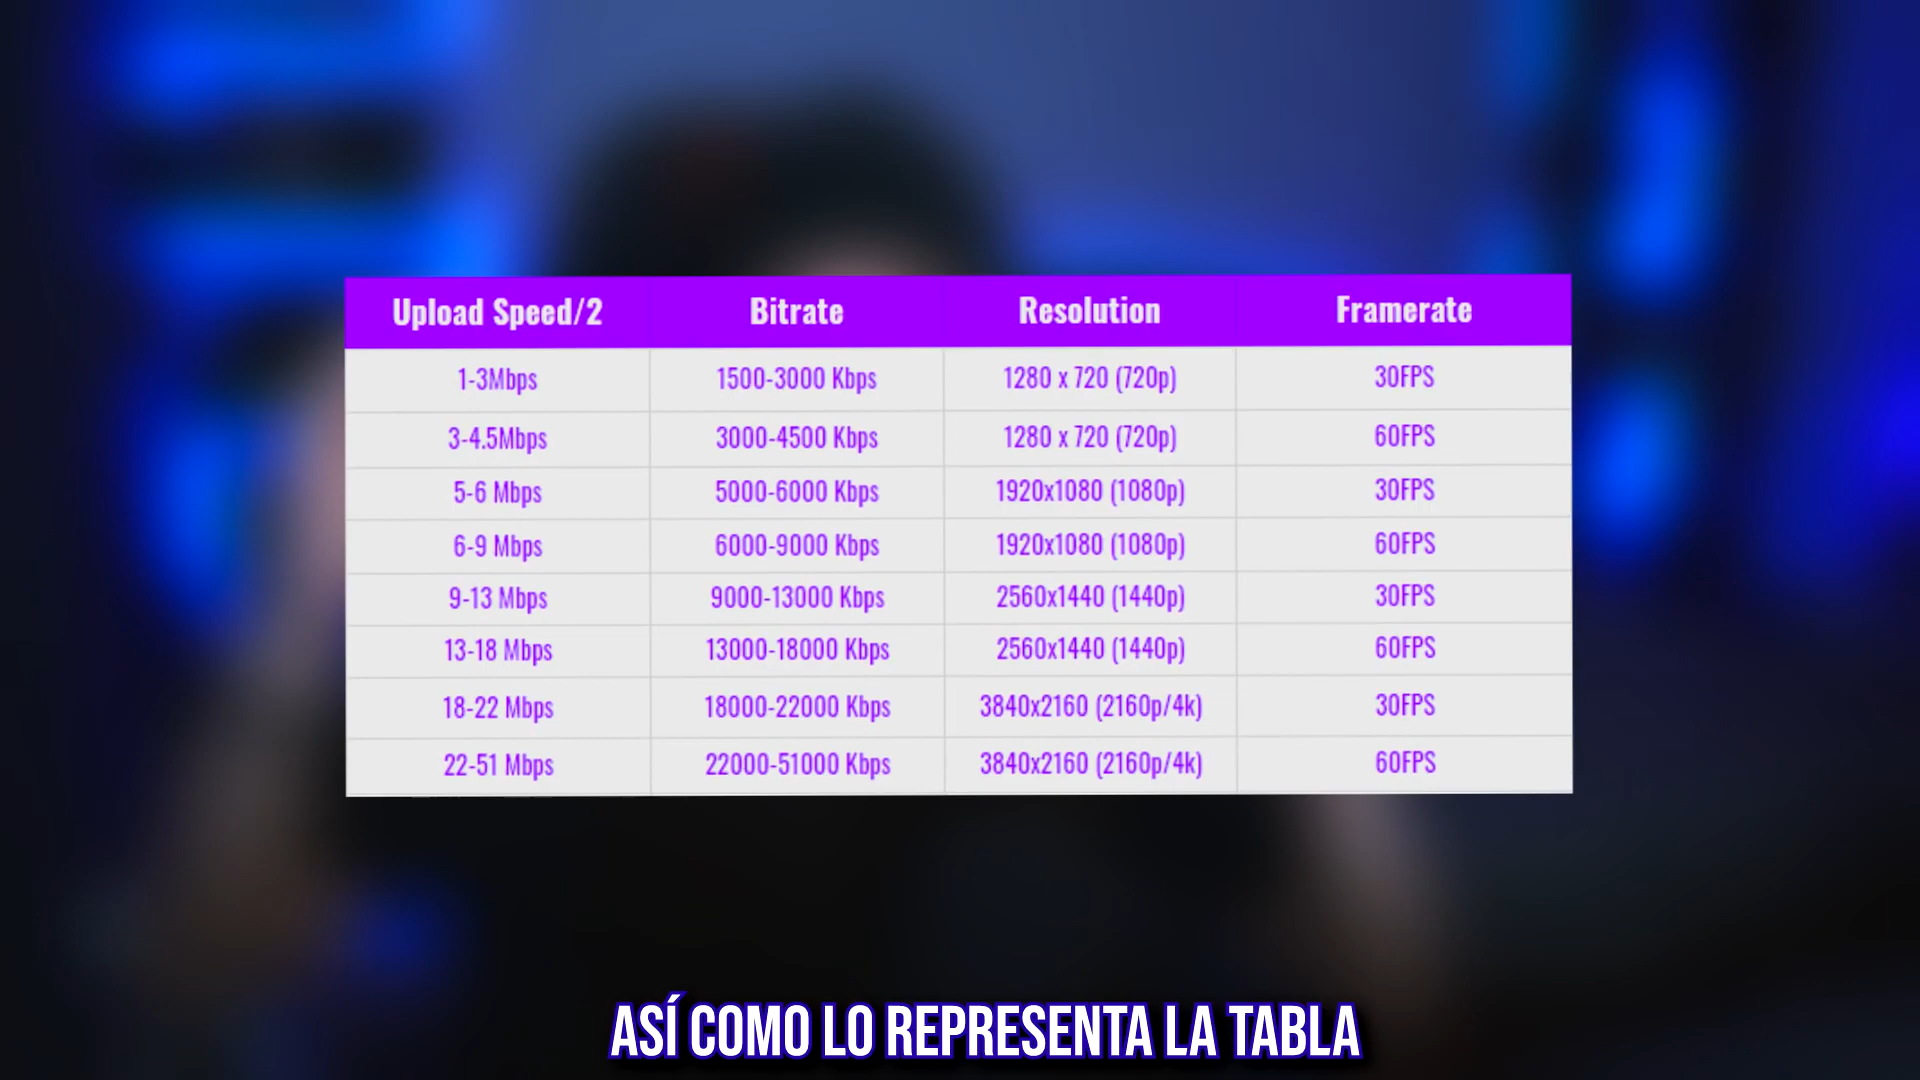 Upload Speed/2 Bitrate Resolution Framerate
1-3Mbps 1500-3000 Kbps 1280 x 720 (720p) 30FPS
3-4.5Mbps 3000-4500 Kbps 1280 x 720 (720p) 60FPS
5-6 Mbps 5000-6000 Kbps 1920x1080 (1080p) 30FPS
6-9 Mbps 6000-9000 Kbps 1920x1080 (1080p) 60FPS
9-13 Mbps 9000-13000 Kbps 2560x1440 (1440p) 30FPS
13-18 Mbps 13000-18000 Kbps 2560x1440 (1440p) 60FPS
18-22 Mbps 18000-22000 Kbps 3840x2160 (2160p/4k) 30FPS
22-51 Mbps 22000-51000 Kbps 3840x2160 (2160p/4k) 60FPS
ASÍ COMO LO REPRESENTA LA TABLA